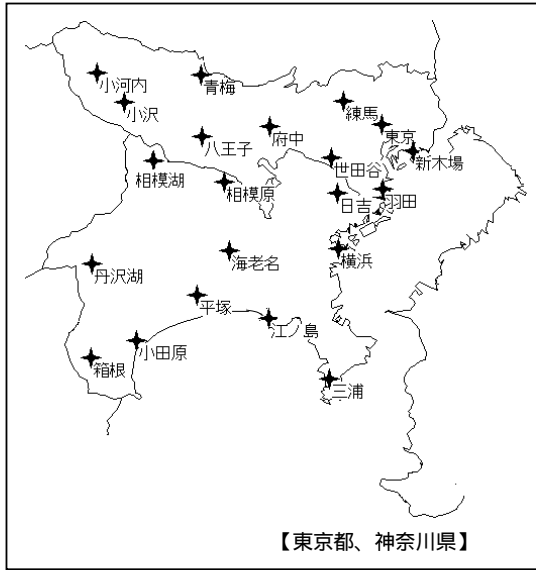 小河内
青梅
小沢
練馬
東京
八王子
府中
新木場
世田谷
相模湖
相模原
日吉
羽田
海老名
横浜
丹沢湖
平塚
江ノ島
小田原
箱根
三浦
【東京都、神奈川県】